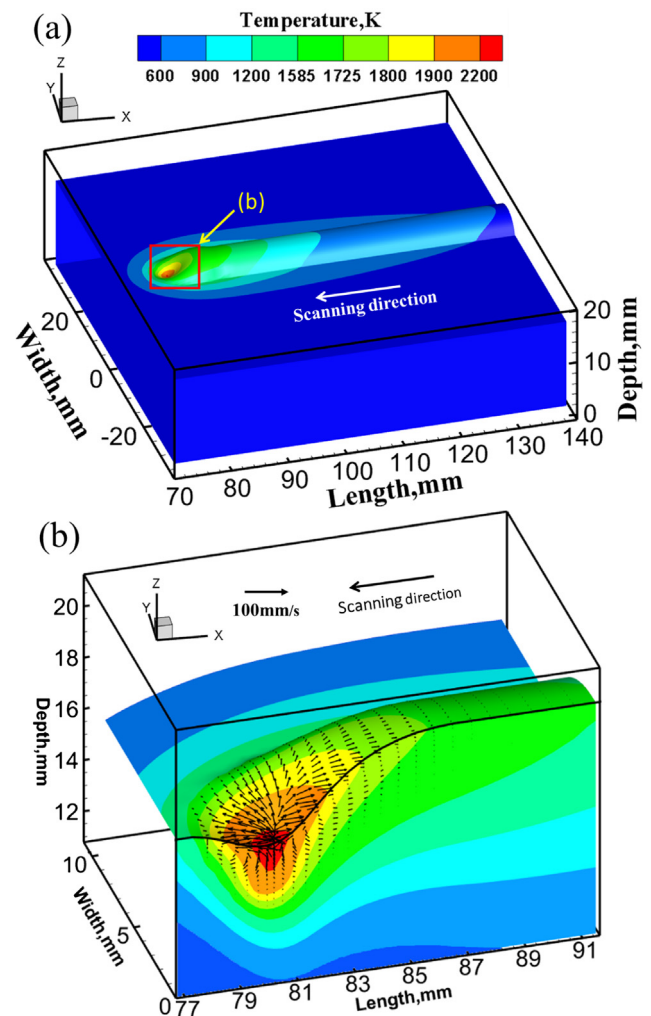 (a)
Temperature,K
600 900 1200 1585 1725 1800 1900 2200
Z
Y
X
(b)
Scanning direction
20
0
-20
Width,mm
20
10
0
Depth,mm
70 80 90 100 110 120 130 140
Length,mm
(b)
Z
Y
X
100mm/s
Scanning direction
20
18
16
14
12
Depth,mm
10
5
0
Width,mm
77 79 81 83 85 87 89 91
Length,mm